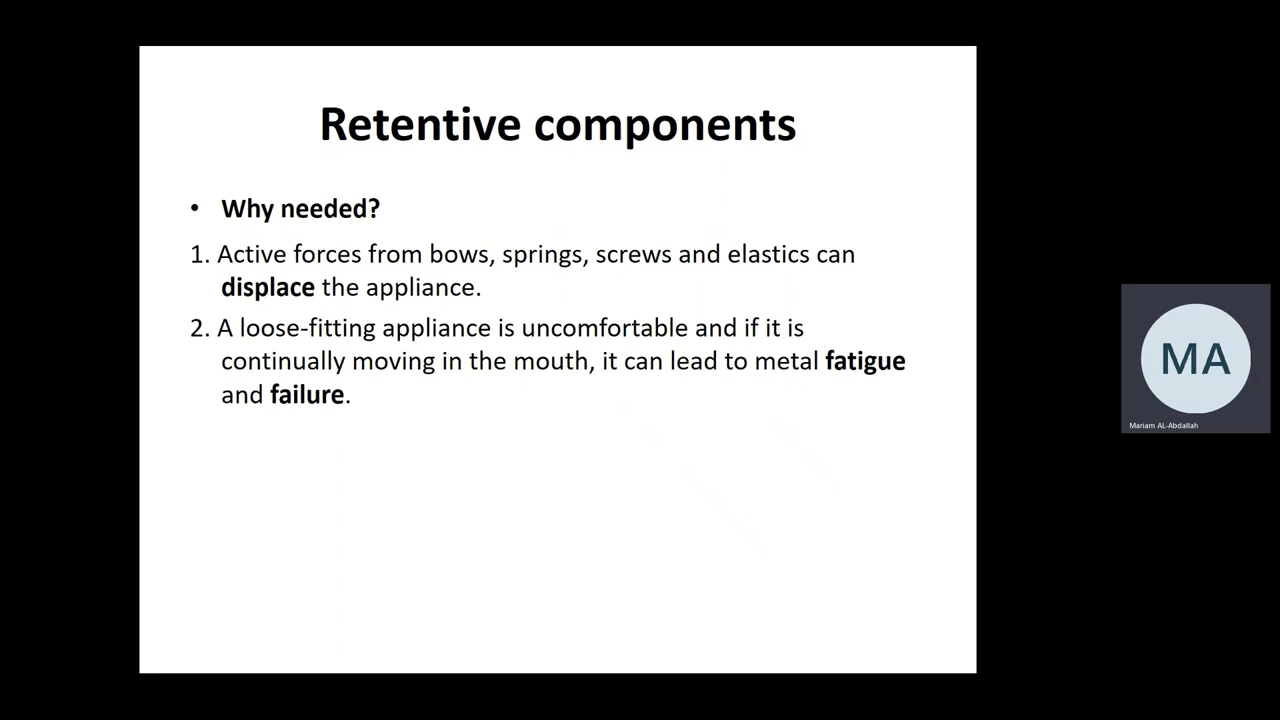 Retentive components
• Why needed?
1. Active forces from bows, springs, screws and elastics can
displace the appliance.
2. A loose-fitting appliance is uncomfortable and if it is
continually moving in the mouth, it can lead to metal fatigue
and failure.
MA
Mariam AL-Abdallah